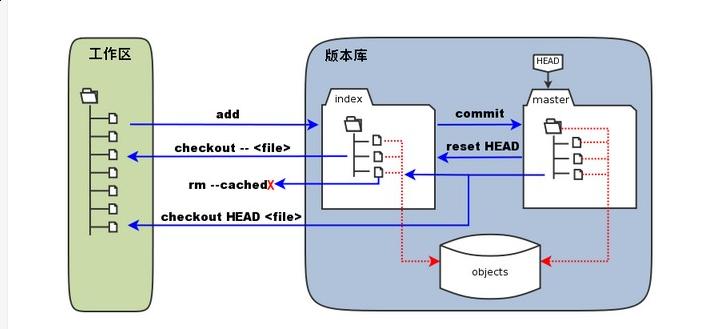 工作区
版本库
HEAD
index
master
add
commit
checkout -- <file>
reset HEAD
rm --cachedX
checkout HEAD <file>
objects